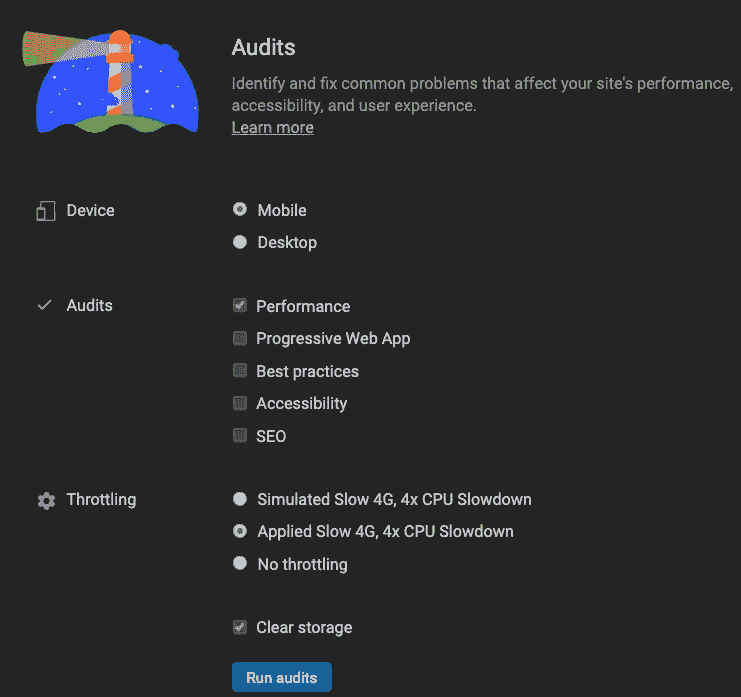 Audits
Identify and fix common problems that affect your site's performance,
accessibility, and user experience.
Learn more
Device
Mobile
Desktop
Audits
Performance
Progressive Web App
Best practices
Accessibility
SEO
Throttling
Simulated Slow 4G, 4x CPU Slowdown
Applied Slow 4G, 4x CPU Slowdown
No throttling
Clear storage
Run audits